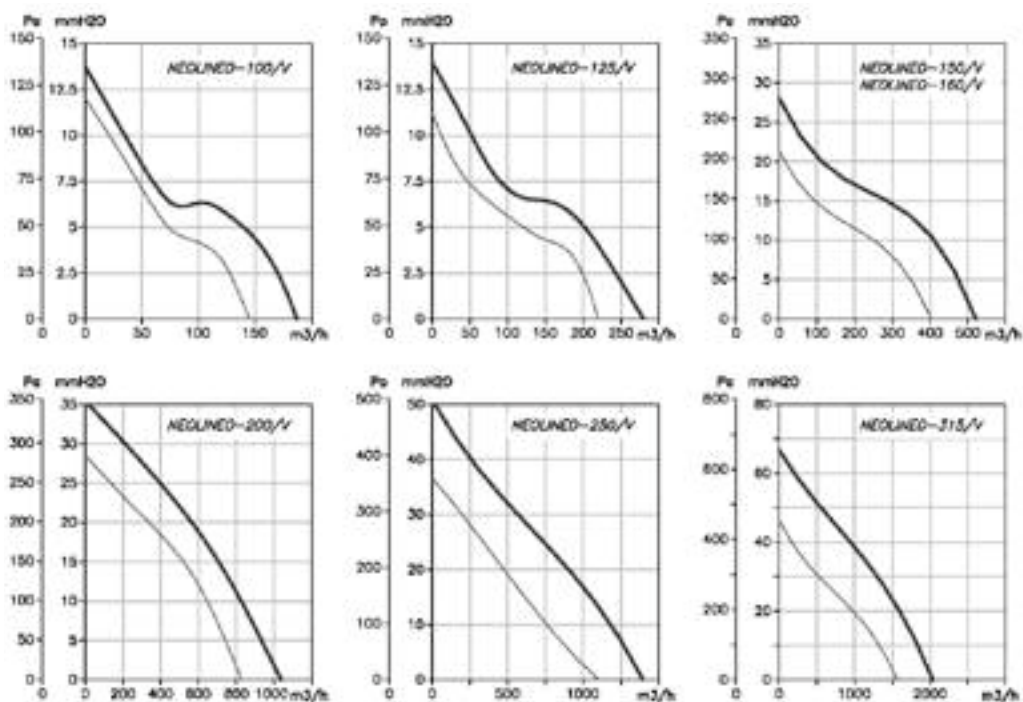 Pa mmH2O
150 15
NEOLINEO-100/V
125 12.5
100 10
75 7.5
50 5
25 2.5
0 0
0 50 100 150 m3/h
Pa mmH2O
150 15
NEOLINEO-125/V
125 12.5
100 10
75 7.5
50 5
25 2.5
0 0
0 50 100 150 200 250 m3/h
Pa mmH2O
350 35
NEOLINEO-150/V
NEOLINEO-160/V
300 30
250 25
200 20
150 15
100 10
50 5
0 0
0 100 200 300 400 500 m3/h
Pa mmH2O
350 35
NEOLINEO-200/V
300 30
250 25
200 20
150 15
100 10
50 5
0 0
0 200 400 600 800 1000 m3/h
Pa mmH2O
500 50
NEOLINEO-250/V
400 40
300 30
200 20
100 10
0 0
0 500 1000 m3/h
Pa mmH2O
800 80
NEOLINEO-315/V
600 60
400 40
200 20
0 0
0 500 1000 1500 2000 m3/h